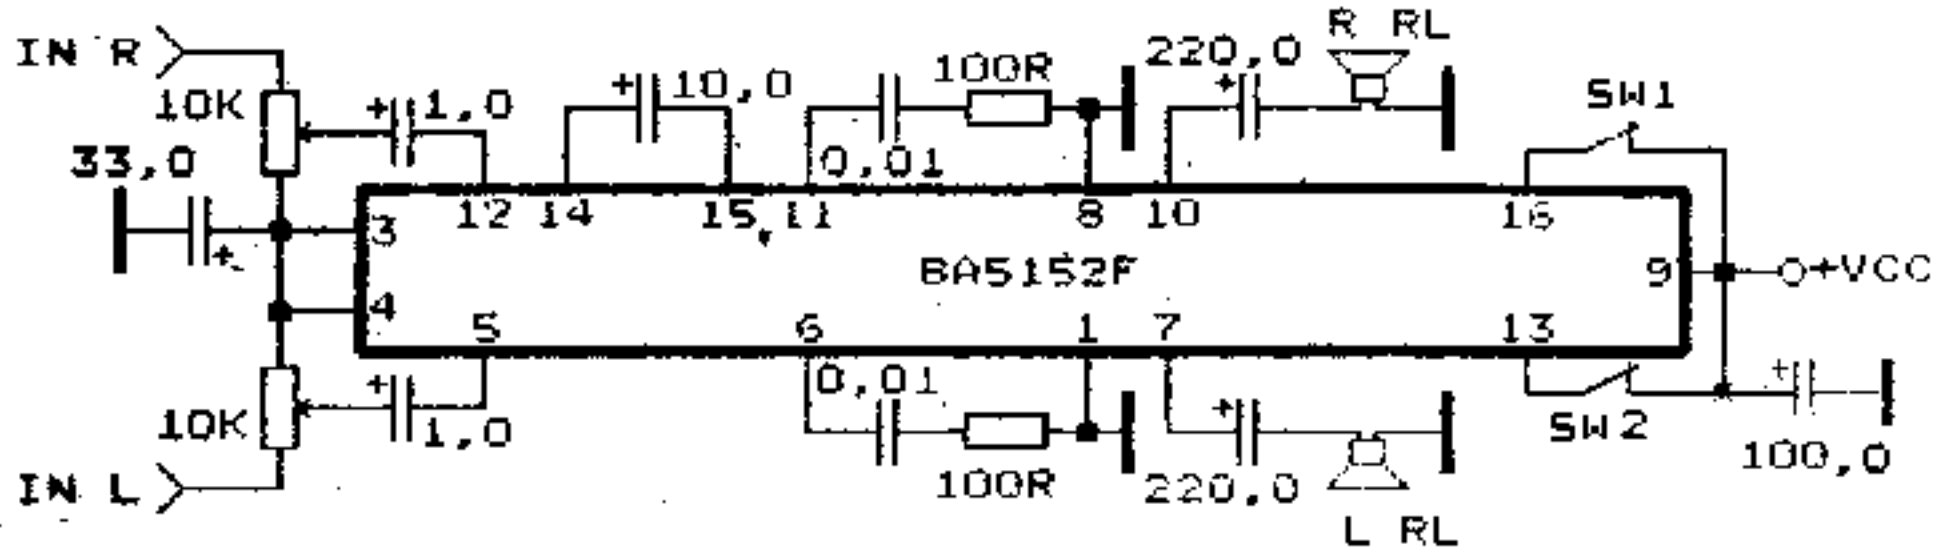 R RL
IN R
220,0
100R
10,0
10K
1,0
SW1
33,0
0,01
12 14 15 11 8 10 16
3
BA5152F
9
+VCC
4
5 6 1 7 13
0,01
10K
1,0
SW2
100,0
IN L
100R
220,0
L RL